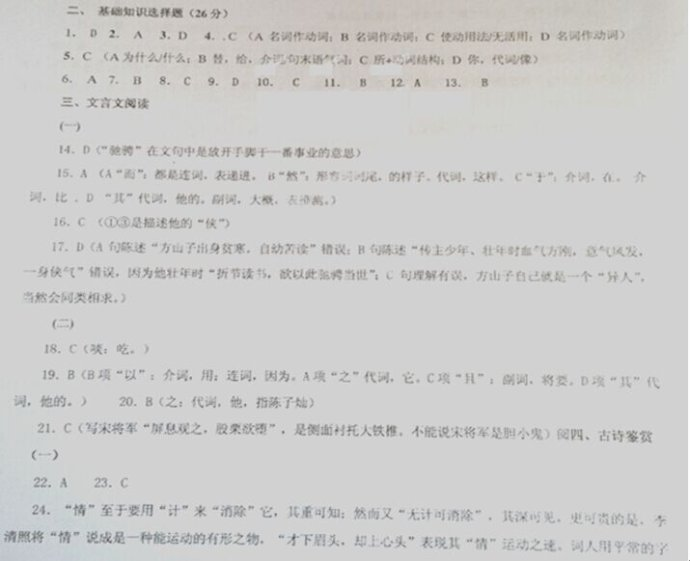 二、 基础知识选择题（26分）
1. D 2. A 3. D 4. .C（A 名词作动词；B 名词作动词；C 使动用法/无活用；D 名词作动词）
5. C（A 为什么/什么；B 替，给，介词/句末语气词；C 所+动词结构；D 你，代词/像）
6. A 7. B 8. C 9. D 10. C 11. B 12. A 13. B
三、文言文阅读
(一)
14. D（“驰骋”在文句中是放开手脚干一番事业的意思）
15. A （A“而”：都是连词，表递进。 B“然”：形容词词尾，的样子。代词，这样。 C“于”：介词，在。 介
词，比 。D “其”代词，他的。副词，大概，表推测。）
16. C （①③是描述他的“侠”）
17. D（A 句陈述“方山子出身贫寒，自幼苦读”错误；B 句陈述“传主少年、壮年时血气方刚，意气风发，
一身侠气”错误，因为他壮年时“折节读书，欲以此驰骋当世”；C 句理解有误，方山子自己就是一个“异人”，
当然会同类相求。）
(二)
18. C（啖：吃。）
19. B（B项“以”：介词，用；连词，因为。A项“之”代词，它。C项“且”：副词，将要。D项“其”代
词，他的。） 20. B（之：代词，他，指陈子灿）
21. C（写宋将军“屏息观之，股栗欲堕”，是侧面衬托大铁椎，不能说宋将军是胆小鬼）阅四、古诗鉴赏
(一)
22. A 23. C
24. “情”至于要用“计”来“消除”它，其重可知；然而又“无计可消除”，其深可见。更可贵的是，李
清照将“情”说成是一种能运动的有形之物，“才下眉头，却上心头”表现其“情”运动之速。词人用平常的字